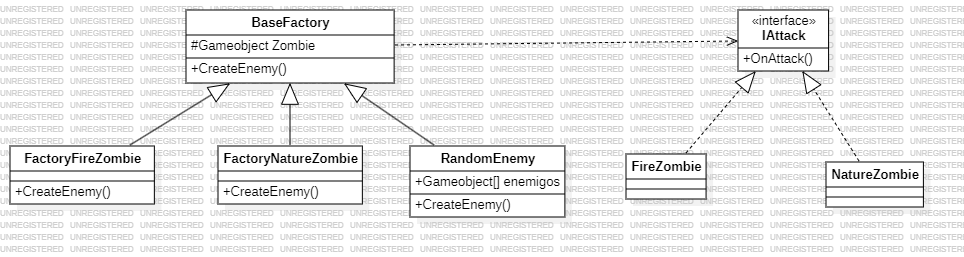 BaseFactory
#Gameobject Zombie
+CreateEnemy()
«interface»
IAttack
+OnAttack()
FactoryFireZombie
+CreateEnemy()
FactoryNatureZombie
+CreateEnemy()
RandomEnemy
+Gameobject[] enemigos
+CreateEnemy()
FireZombie
NatureZombie
UNREGISTERED